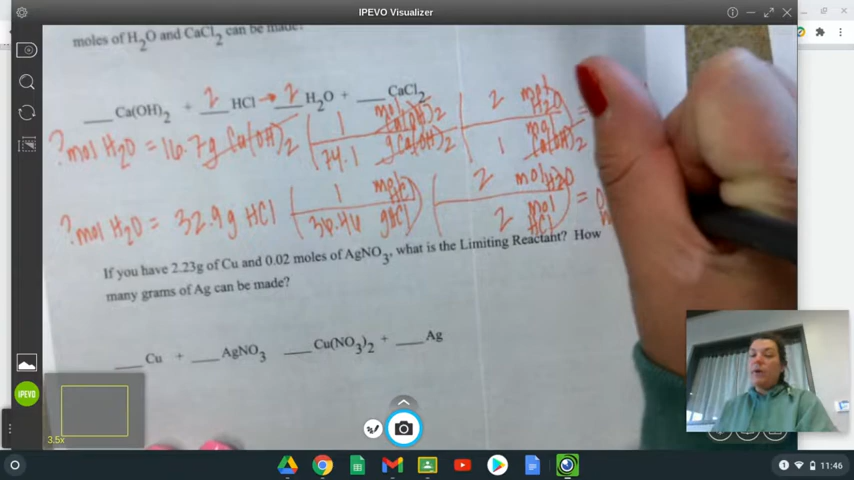 IPEVO Visualizer
moles of H₂O and CaCl₂ can be made?
___ Ca(OH)₂ + 2 HCl → 2 H₂O + ___ CaCl₂
?mol H₂O = 16.7g Ca(OH)₂ ( 1 mol Ca(OH)₂ / 74.1 g Ca(OH)₂ ) ( 2 mol H₂O / 1 mol Ca(OH)₂ ) =
?mol H₂O = 32.9g HCl ( 1 mol HCl / 36.46 g HCl ) ( 2 mol H₂O / 2 mol HCl ) = 0
If you have 2.23g of Cu and 0.02 moles of AgNO₃, what is the Limiting Reactant? How
many grams of Ag can be made?
___ Cu + ___ AgNO₃ ___ Cu(NO₃)₂ + ___ Ag
IPEVO
3.5x
1 11:46